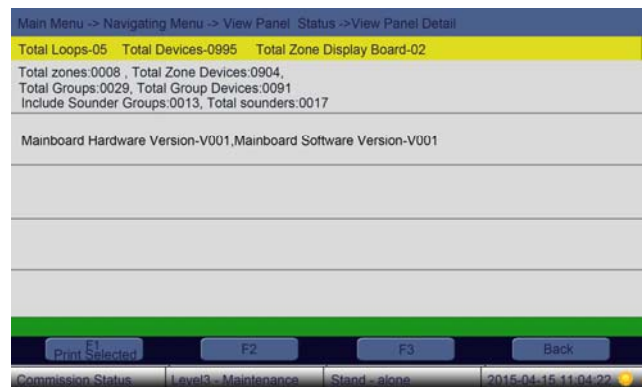 Main Menu -> Navigating Menu -> View Panel Status ->View Panel Detail
Total Loops-05 Total Devices-0995 Total Zone Display Board-02
Total zones:0008 , Total Zone Devices:0904,
Total Groups:0029, Total Group Devices:0091
Include Sounder Groups:0013, Total sounders:0017
Mainboard Hardware Version-V001,Mainboard Software Version-V001
F1 F2 F3 Back
Print Selected
Commission Status Level3 - Maintenance Stand - alone 2015-04-15 11:04:22